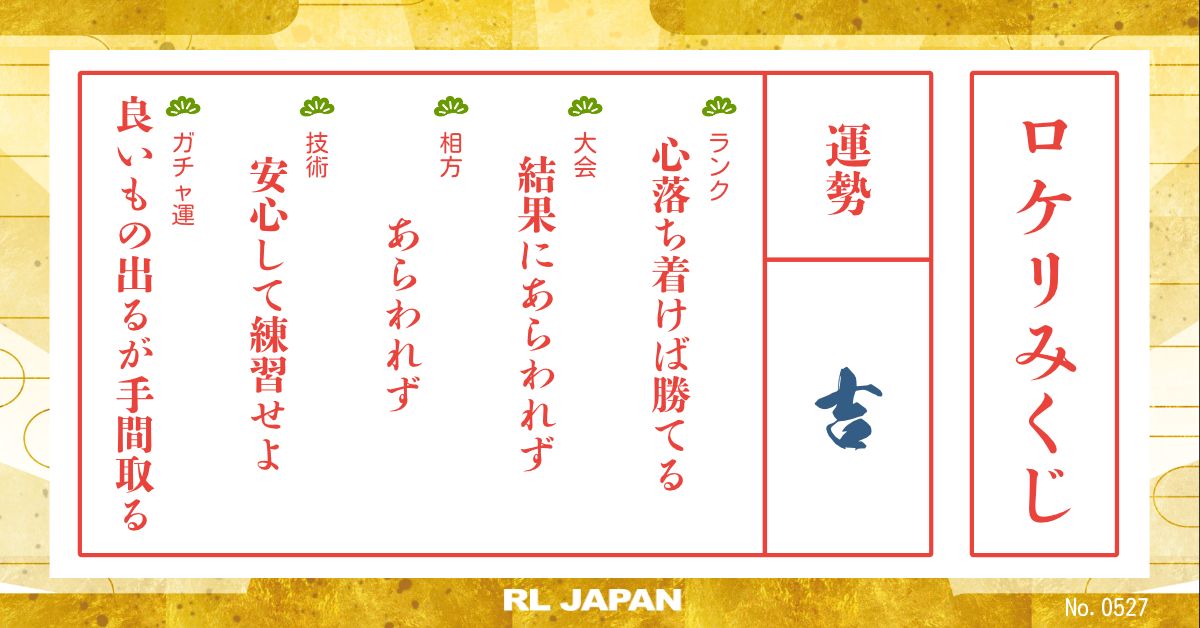 ロケリみくじ
運勢
吉
ランク
心落ち着けば勝てる
大会
結果にあらわれず
相方
あらわれず
技術
安心して練習せよ
ガチャ運
良いもの出るが手間取る
RL JAPAN
No. 0527